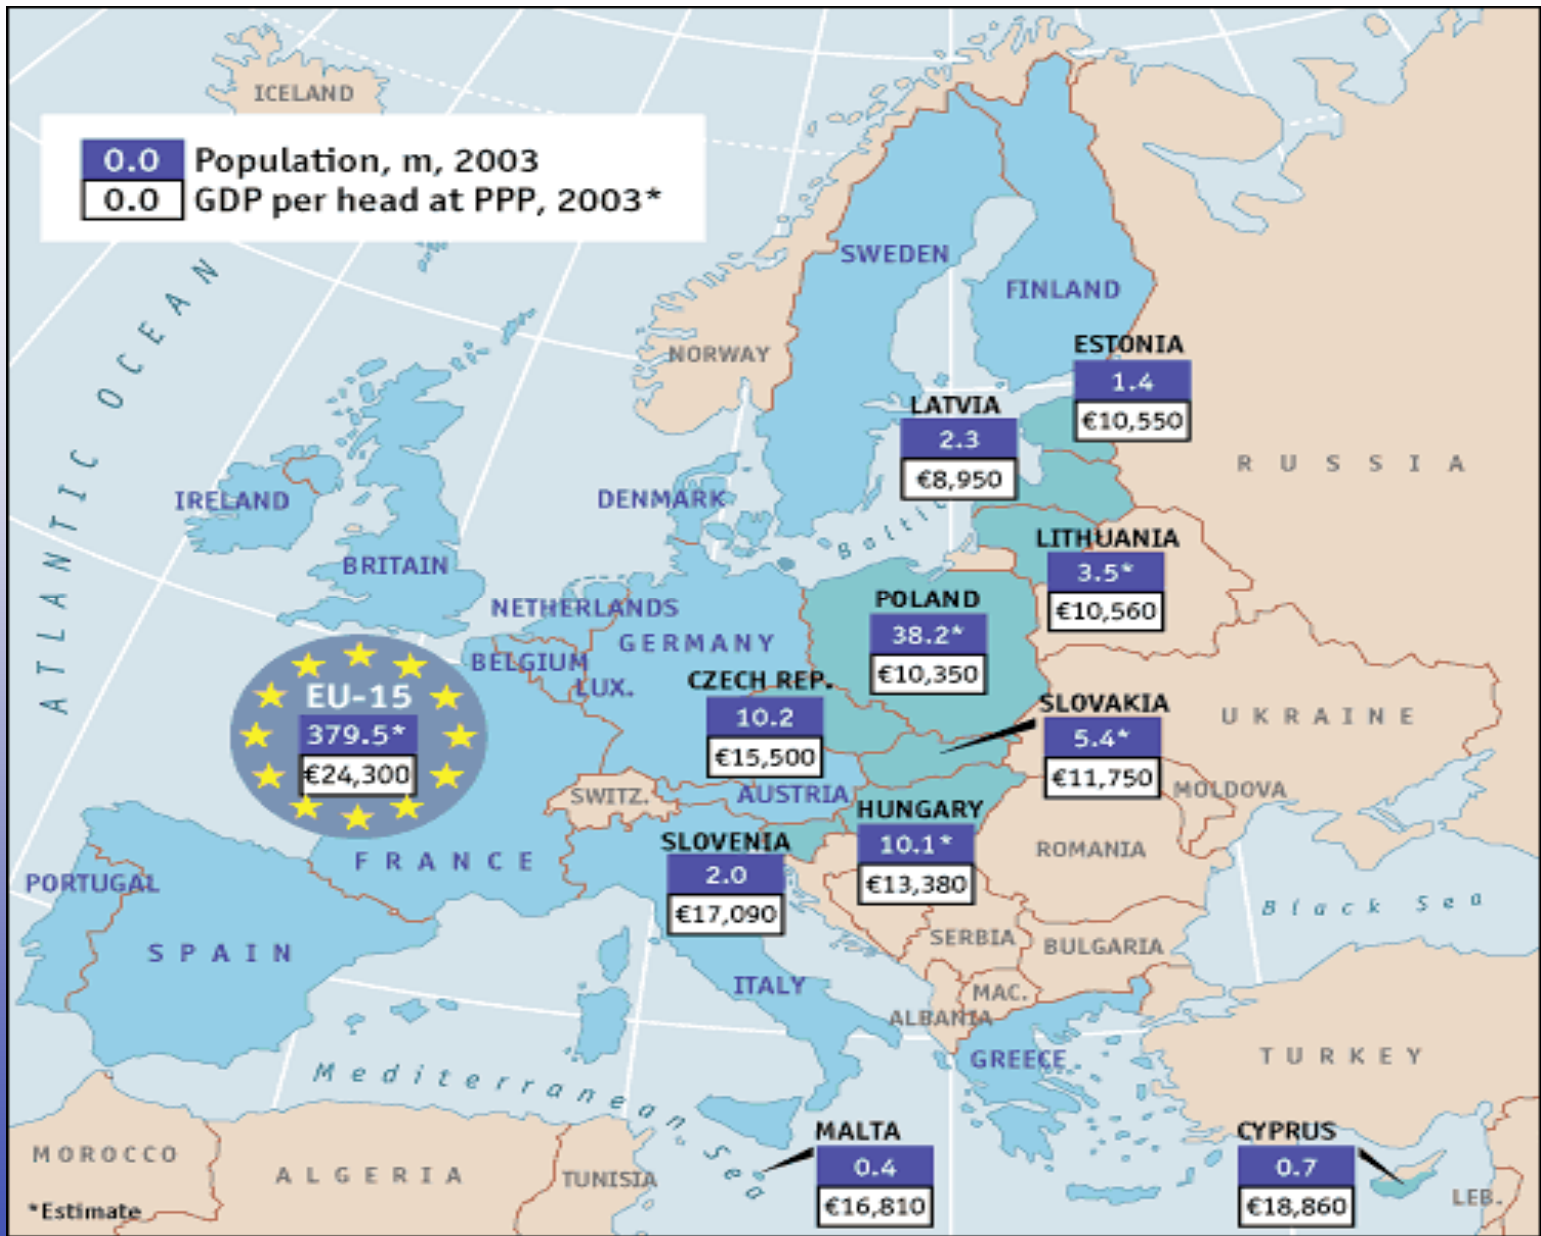 ICELAND
0.0 Population, m, 2003
0.0 GDP per head at PPP, 2003*
ATLANTIC OCEAN
SWEDEN
FINLAND
NORWAY
ESTONIA
1.4
€10,550
LATVIA
2.3
€8,950
RUSSIA
IRELAND
DENMARK
Baltic
BRITAIN
LITHUANIA
3.5*
€10,560
NETHERLANDS
POLAND
38.2*
€10,350
GERMANY
BELGIUM
LUX.
CZECH REP.
10.2
€15,500
EU-15
379.5*
€24,300
SLOVAKIA
5.4*
€11,750
UKRAINE
MOLDOVA
SWITZ.
AUSTRIA
HUNGARY
10.1*
€13,380
SLOVENIA
2.0
€17,090
ROMANIA
FRANCE
PORTUGAL
SPAIN
Black Sea
SERBIA
BULGARIA
ITALY
MAC.
ALBANIA
GREECE
TURKEY
Mediterranean Sea
MALTA
0.4
€16,810
CYPRUS
0.7
€18,860
MOROCCO
ALGERIA
TUNISIA
LEB.
*Estimate